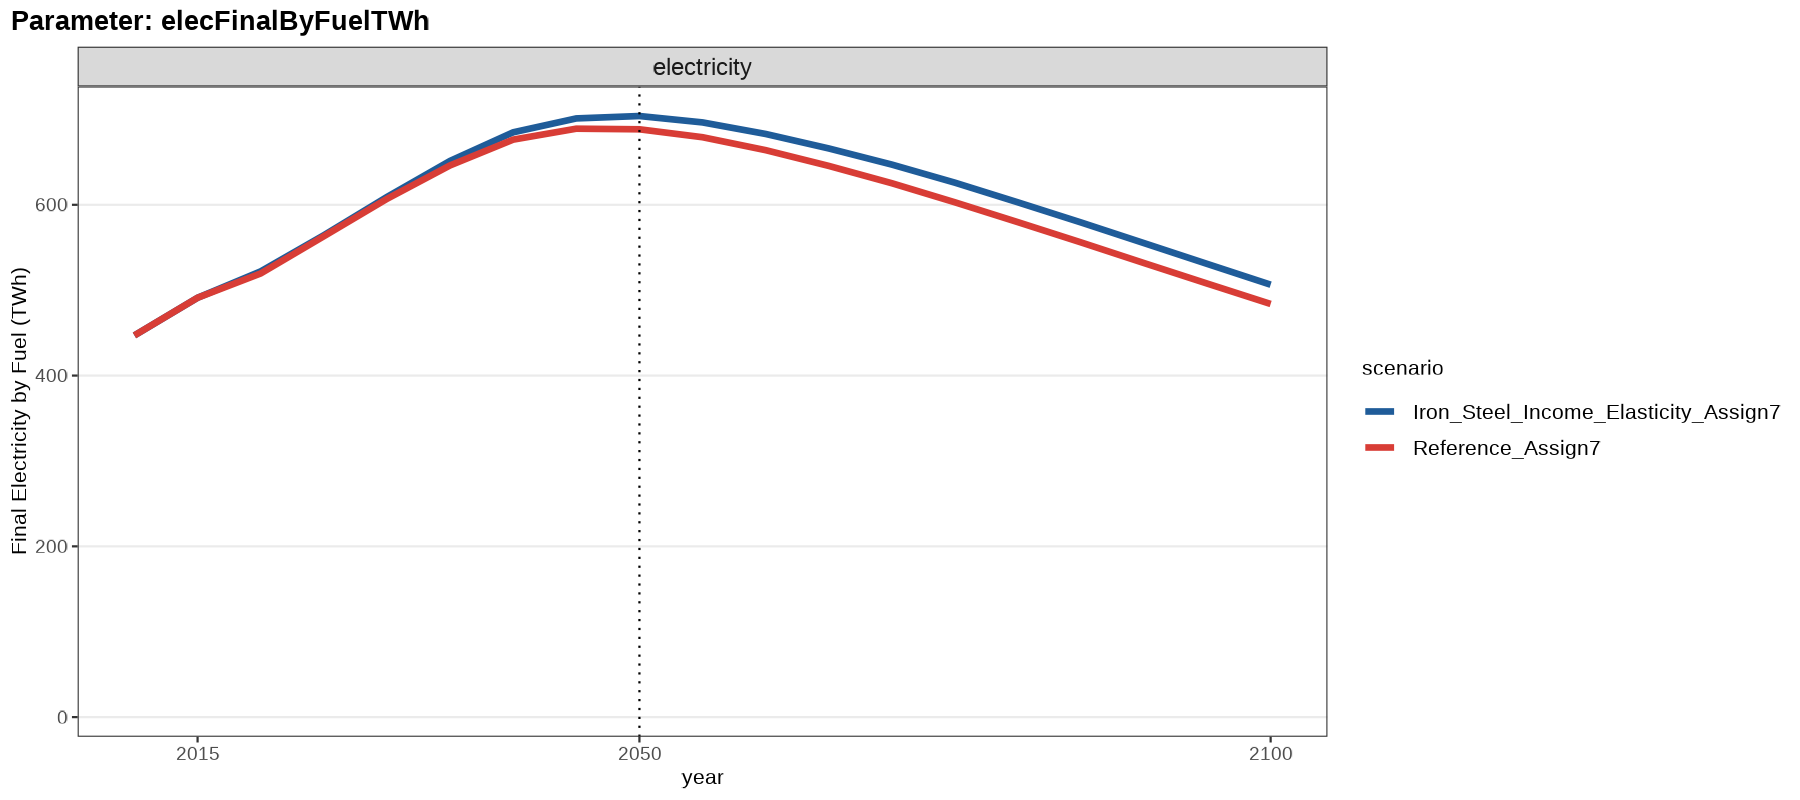 Parameter: elecFinalByFuelTWh
electricity
Final Electricity by Fuel (TWh)
600
400
200
0
2015
2050
2100
year
scenario
Iron_Steel_Income_Elasticity_Assign7
Reference_Assign7